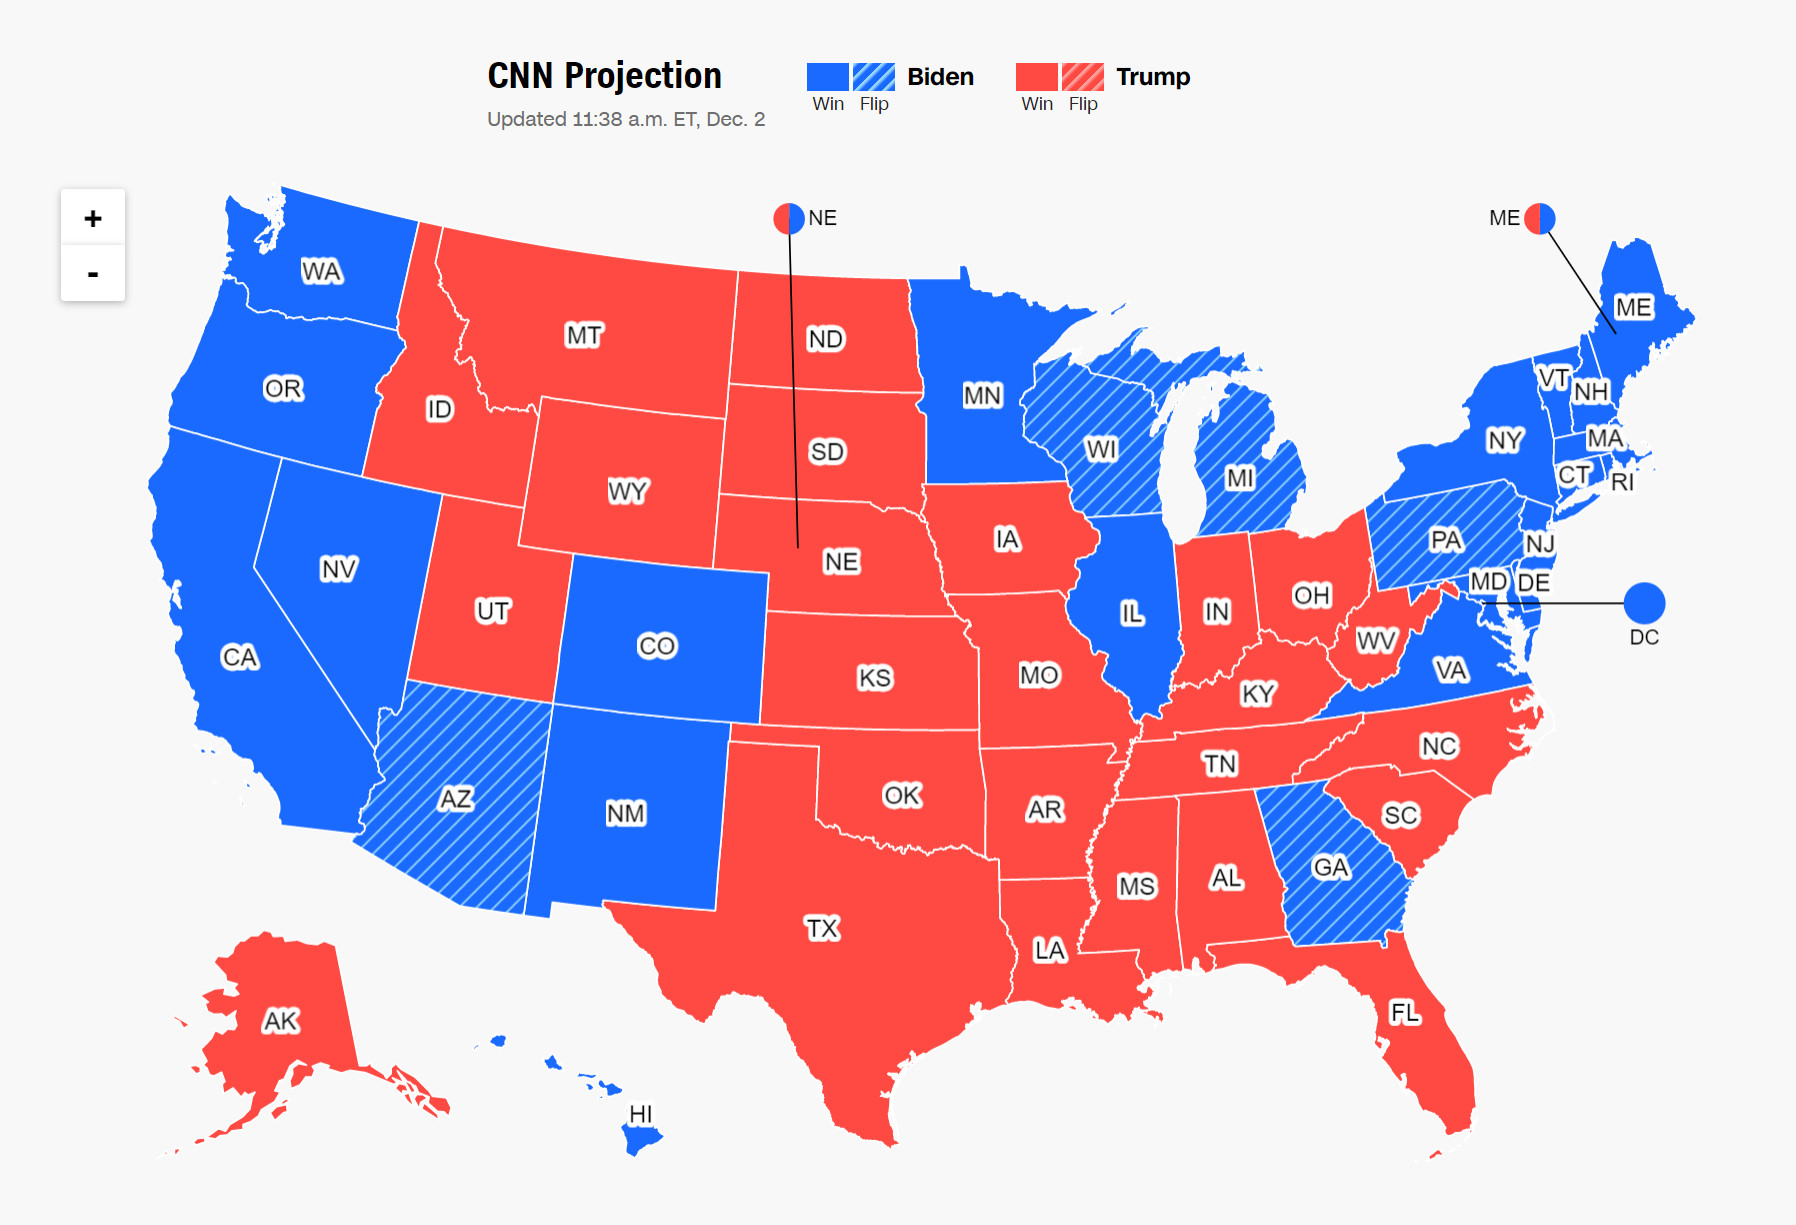 CNN Projection
Updated 11:38 a.m. ET, Dec. 2
Biden
Win Flip
Trump
Win Flip
+
-
NE
ME
WA
MT
ND
MN
ME
OR
ID
SD
WI
MI
VT
NH
NY
MA
CT
RI
WY
NV
UT
NE
IA
IL
IN
OH
PA
NJ
MD
DE
DC
WV
VA
CA
CO
KS
MO
KY
AZ
NM
OK
AR
TN
NC
SC
MS
AL
GA
TX
LA
FL
AK
HI